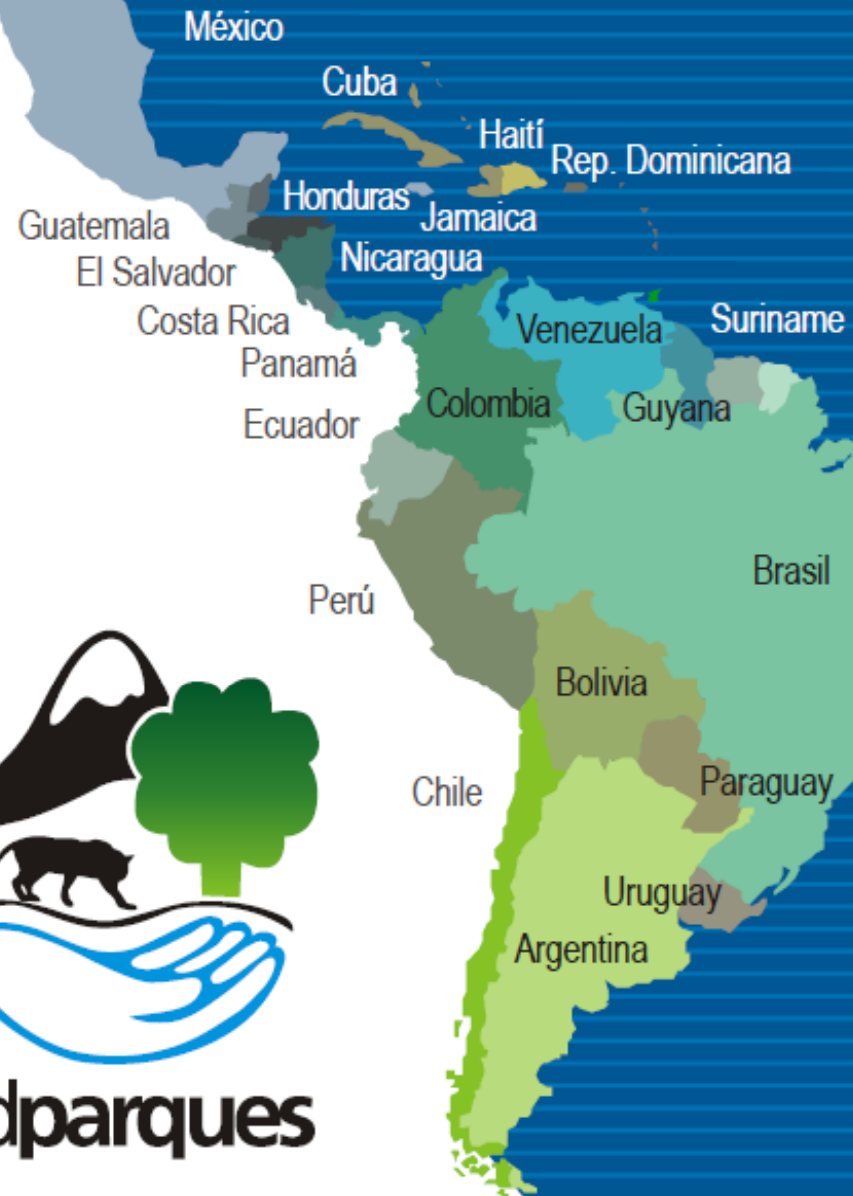 México
Cuba
Haití
Rep. Dominicana
Honduras
Jamaica
Guatemala
Nicaragua
El Salvador
Costa Rica
Venezuela
Suriname
Panamá
Colombia
Guyana
Ecuador
Brasil
Perú
Bolivia
Chile
Paraguay
Uruguay
Argentina
dparques